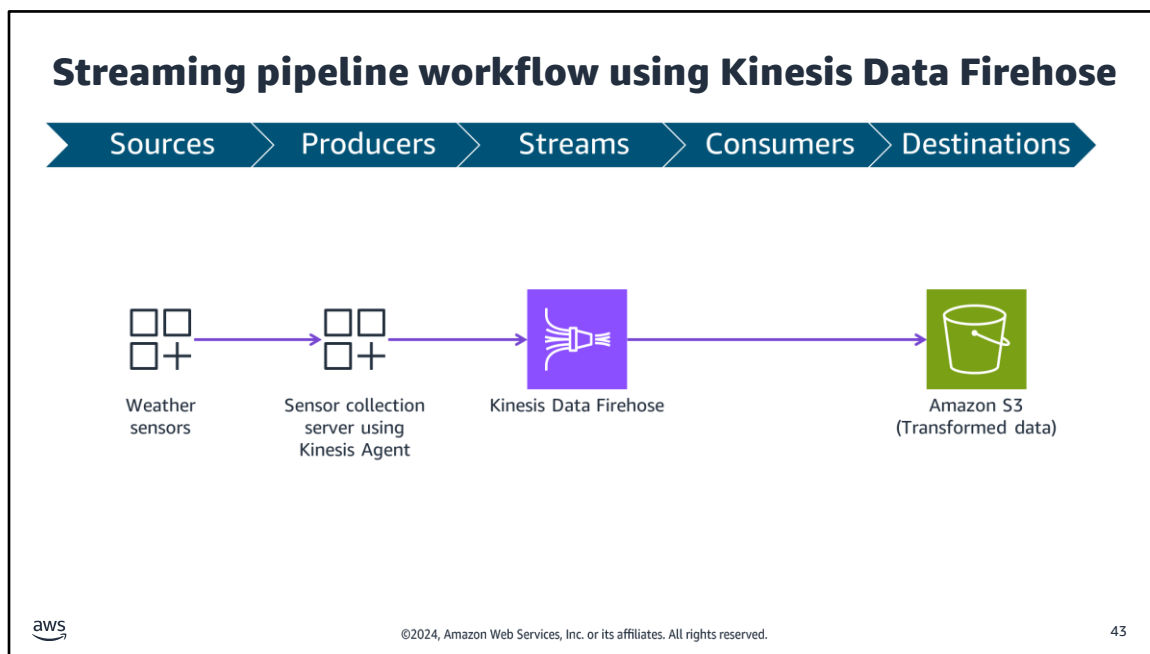 Streaming pipeline workflow using Kinesis Data Firehose
Sources
Producers
Streams
Consumers
Destinations
Weather
sensors
Sensor collection
server using
Kinesis Agent
Kinesis Data Firehose
Amazon S3
(Transformed data)
aws
©2024, Amazon Web Services, Inc. or its affiliates. All rights reserved.
43